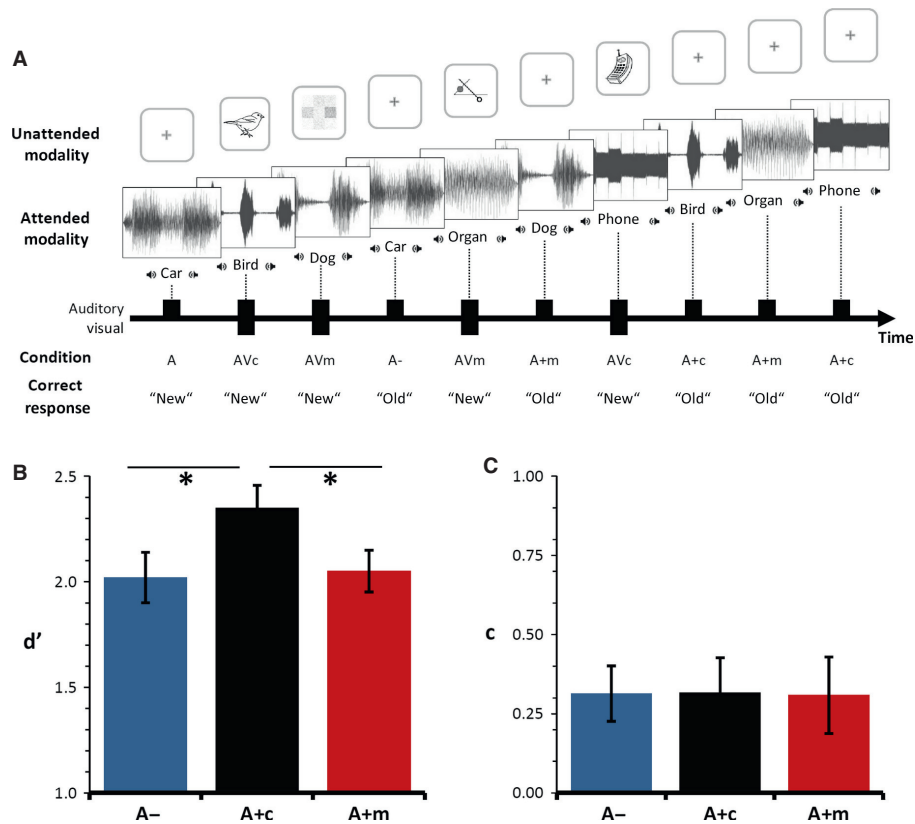 A
Unattended
modality
Attended
modality
Car
Bird
Dog
Car
Organ
Dog
Phone
Bird
Organ
Phone
Auditory
visual
Time
Condition
A AVc AVm A- AVm A+m AVc A+c A+m A+c
Correct
response
“New“ “New“ “New“ “Old“ “New“ “Old“ “New“ “Old“ “Old“ “Old“
B
* *
2.5
2.0
d’
1.5
1.0
A– A+c A+m
C
1.00
0.75
0.50
c
0.25
0.00
A– A+c A+m